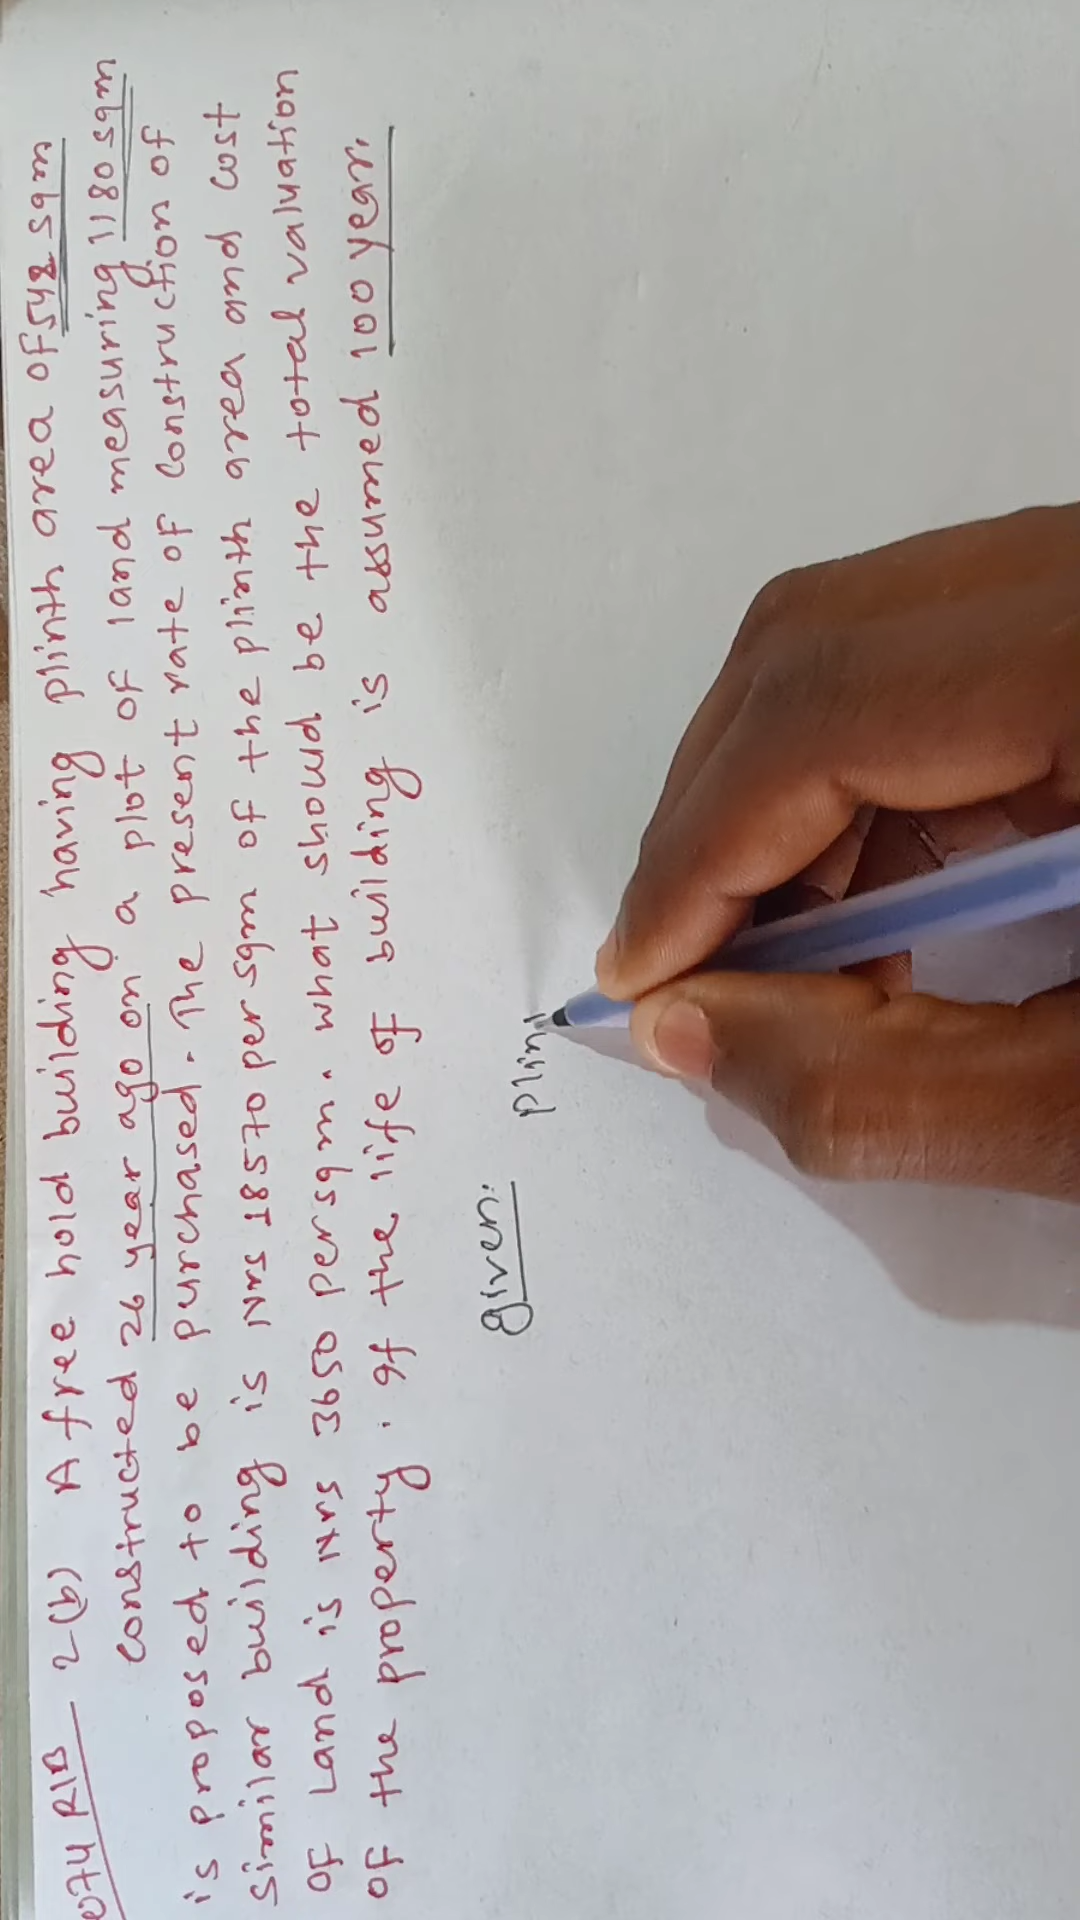 074 RIB 2(b) A free hold building having plinth area of 542 sqm
constructed 26 year ago on a plot of land measuring 1180 sqm
is proposed to be purchased. The present rate of construction of
similar building is Nrs 18570 per sqm of the plinth area and cost
of Land is Nrs 3650 per sqm. what should be the total valuation
of the property. If the life of building is assumed 100 year.
given:
plin